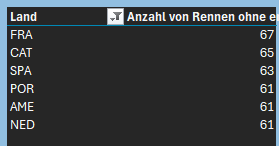 Land Anzahl von Rennen ohne
FRA 67
CAT 65
SPA 63
POR 61
AME 61
NED 61